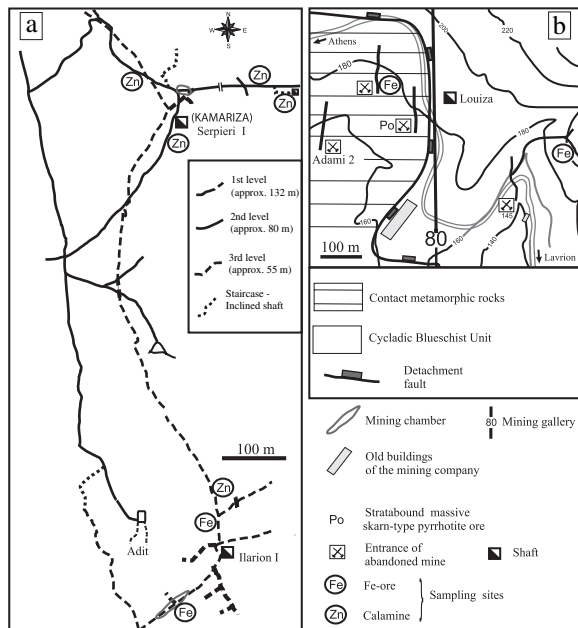 a
N
W E
S
Zn
Zn
Zn
(KAMARIZA)
Serpieri I
Zn
1st level
(approx. 132 m)
2nd level
(approx. 80 m)
3rd level
(approx. 55 m)
Staircase -
Inclined shaft
100 m
Zn
Fe
Adit
Ilarion I
Fe
b
Athens
200
220
180
Fe
Louiza
Po
180
Fe
Adami 2
160
145
80
160
140
100 m
Lavrion
Contact metamorphic rocks
Cycladic Blueschist Unit
Detachment
fault
Mining chamber
80 Mining gallery
Old buildings
of the mining company
Po Stratabound massive
skarn-type pyrrhotite ore
Entrance of
abandoned mine
Shaft
Fe Fe-ore
Sampling sites
Zn Calamine